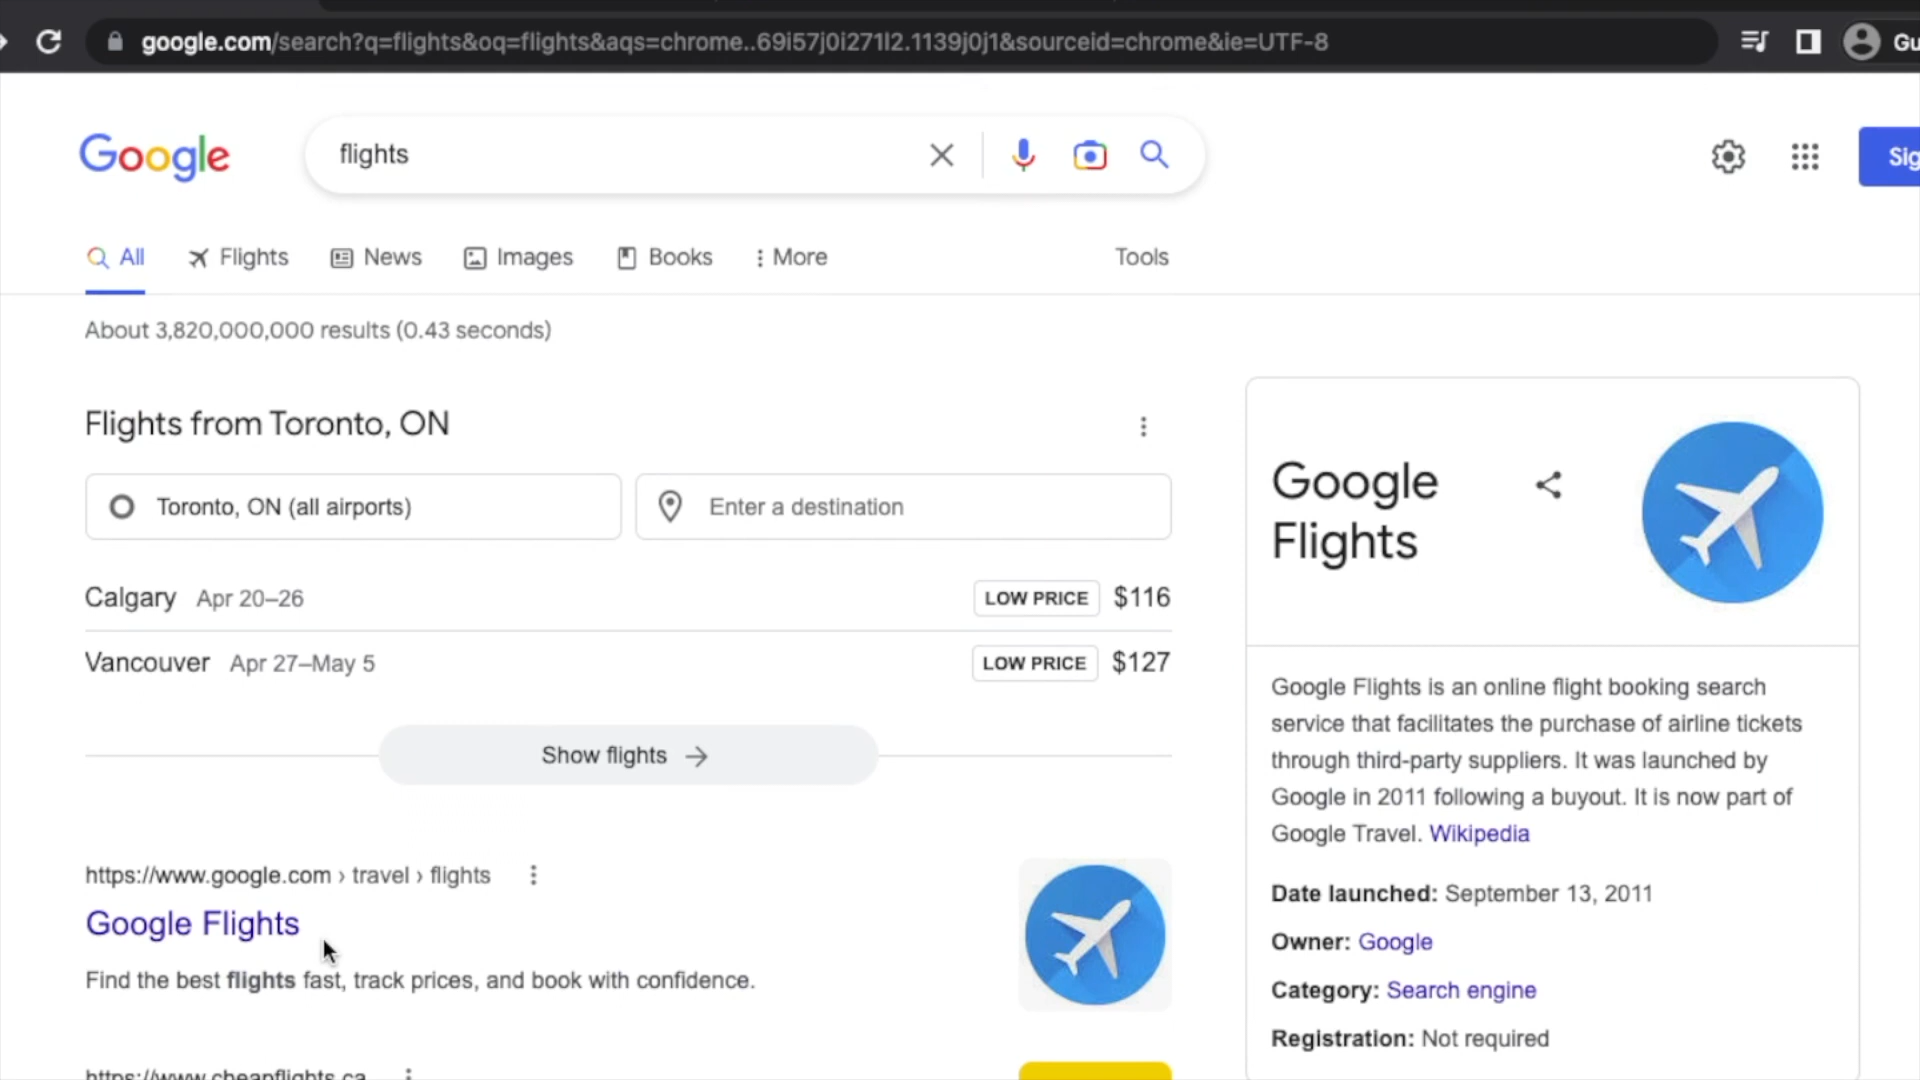 google.com/search?q=flights&oq=flights&aqs=chrome..69i57j0i271l2.1139j0j1&sourceid=chrome&ie=UTF-8
Google
flights
All Flights News Images Books More Tools
About 3,820,000,000 results (0.43 seconds)
Flights from Toronto, ON
Toronto, ON (all airports)
Enter a destination
Calgary Apr 20–26 LOW PRICE $116
Vancouver Apr 27–May 5 LOW PRICE $127
Show flights →
https://www.google.com › travel › flights
Google Flights
Find the best flights fast, track prices, and book with confidence.
https://www.cheapflights.ca
Google
Flights
Google Flights is an online flight booking search
service that facilitates the purchase of airline tickets
through third-party suppliers. It was launched by
Google in 2011 following a buyout. It is now part of
Google Travel. Wikipedia
Date launched: September 13, 2011
Owner: Google
Category: Search engine
Registration: Not required